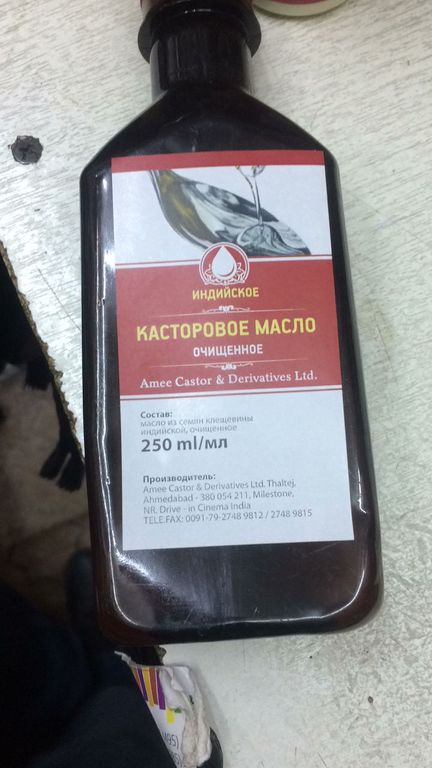 ИНДИЙСКОЕ
КАСТОРОВОЕ МАСЛО
ОЧИЩЕННОЕ
Amee Castor & Derivatives Ltd.
Состав:
масло из семян клещевины
индийской, очищенное
250 ml/мл
Производитель:
Amee Castor & Derivatives Ltd. Thaltej,
Ahmedabad - 380 054 211, Milestone,
NR. Drive - in Cinema India
TELE.FAX: 0091-79-2748 9812 / 2748 9815